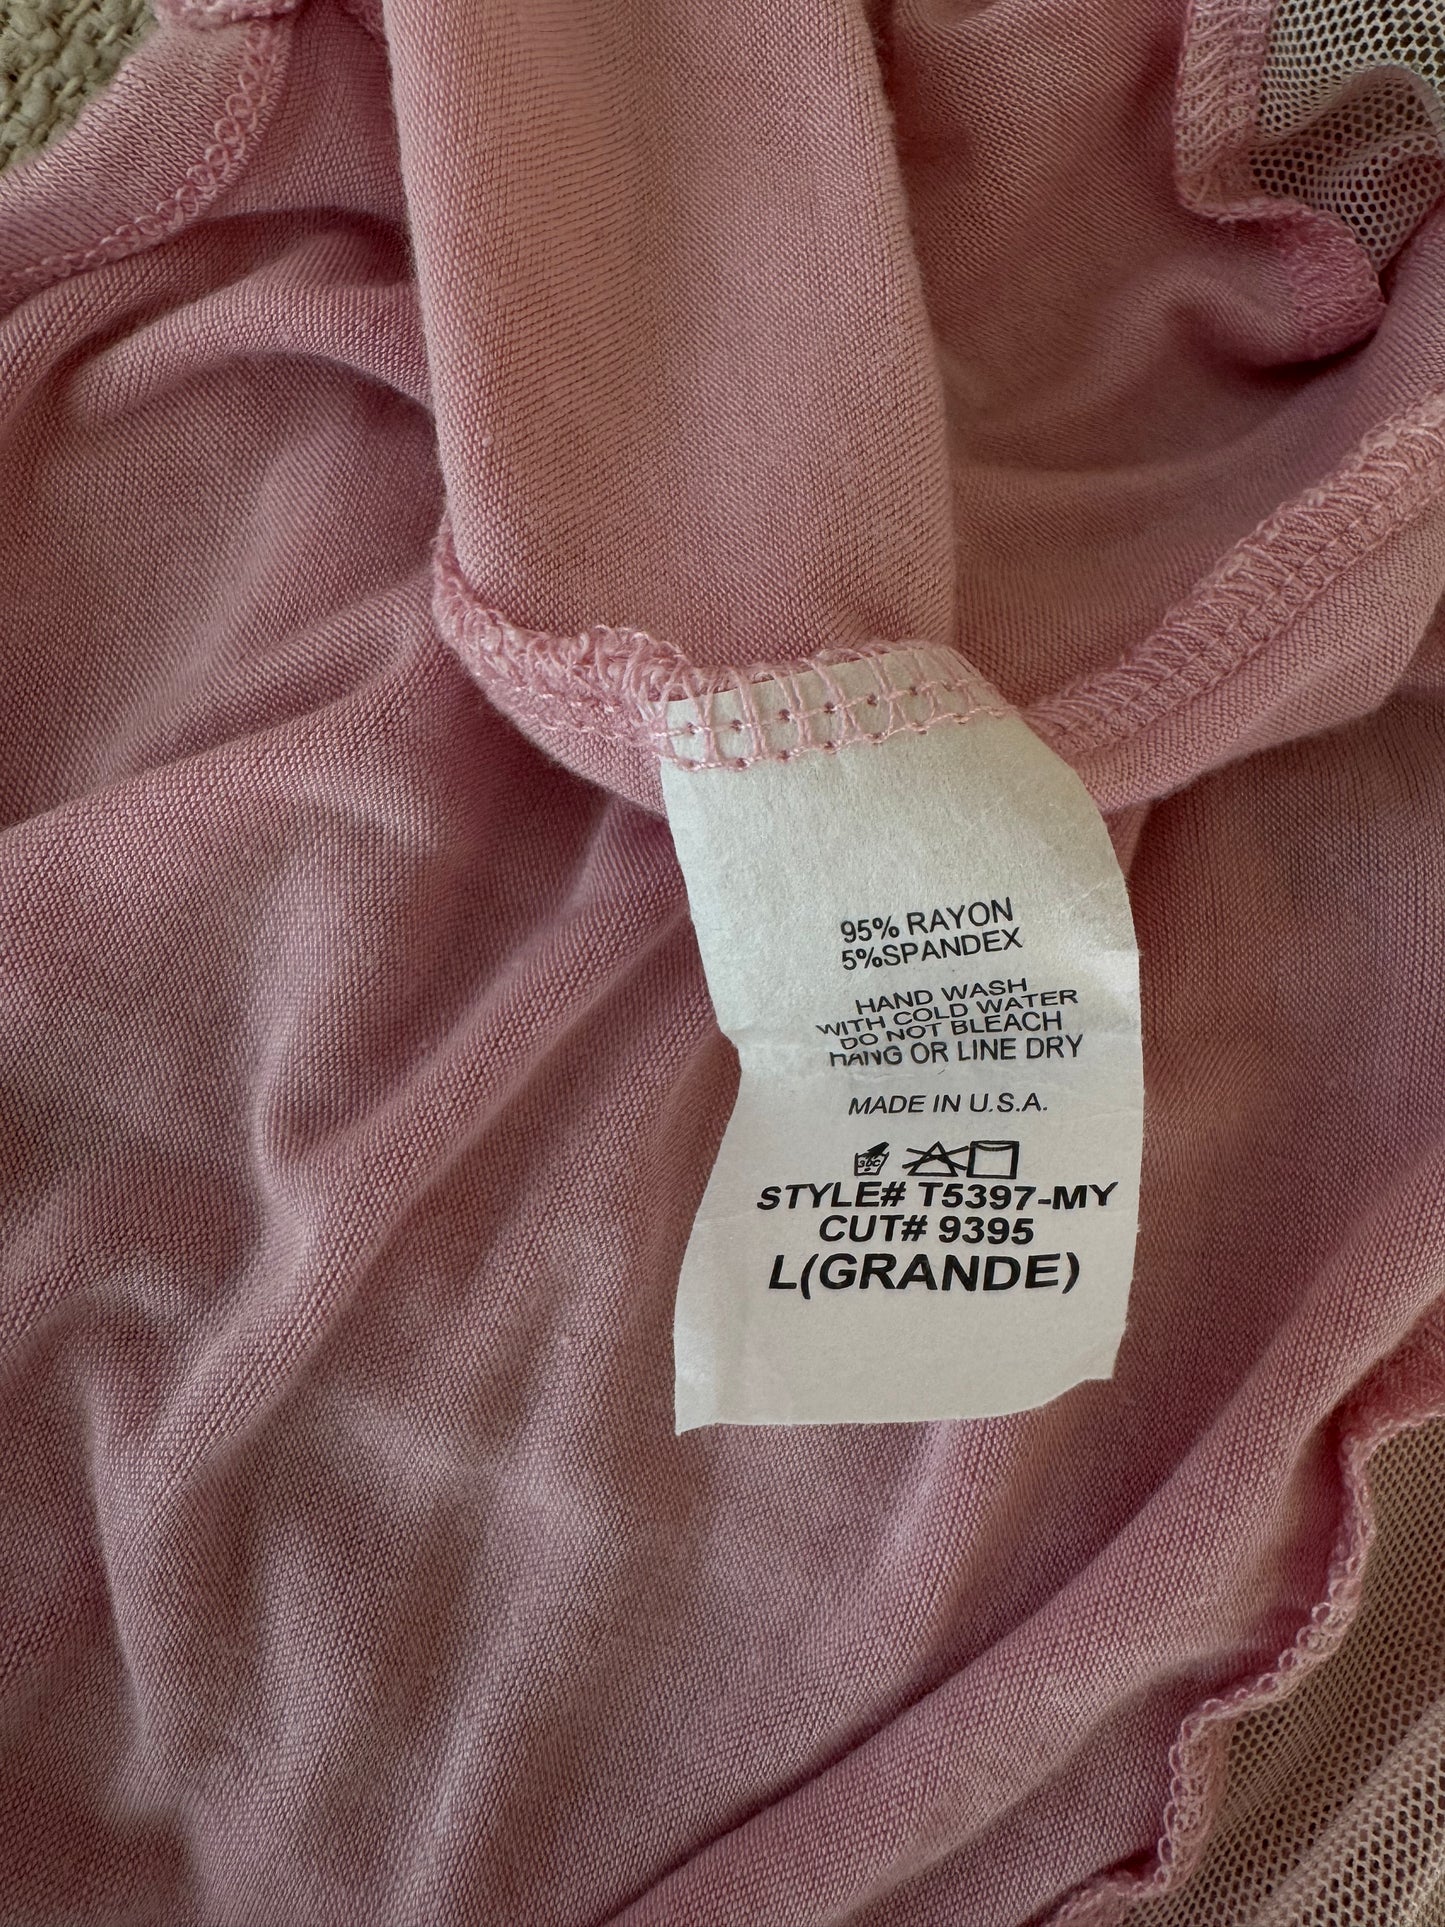 95% RAYON
5%SPANDEX
HAND WASH
WITH COLD WATER
DO NOT BLEACH
HANG OR LINE DRY
MADE IN U.S.A.
30C
STYLE# T5397-MY
CUT# 9395
L(GRANDE)